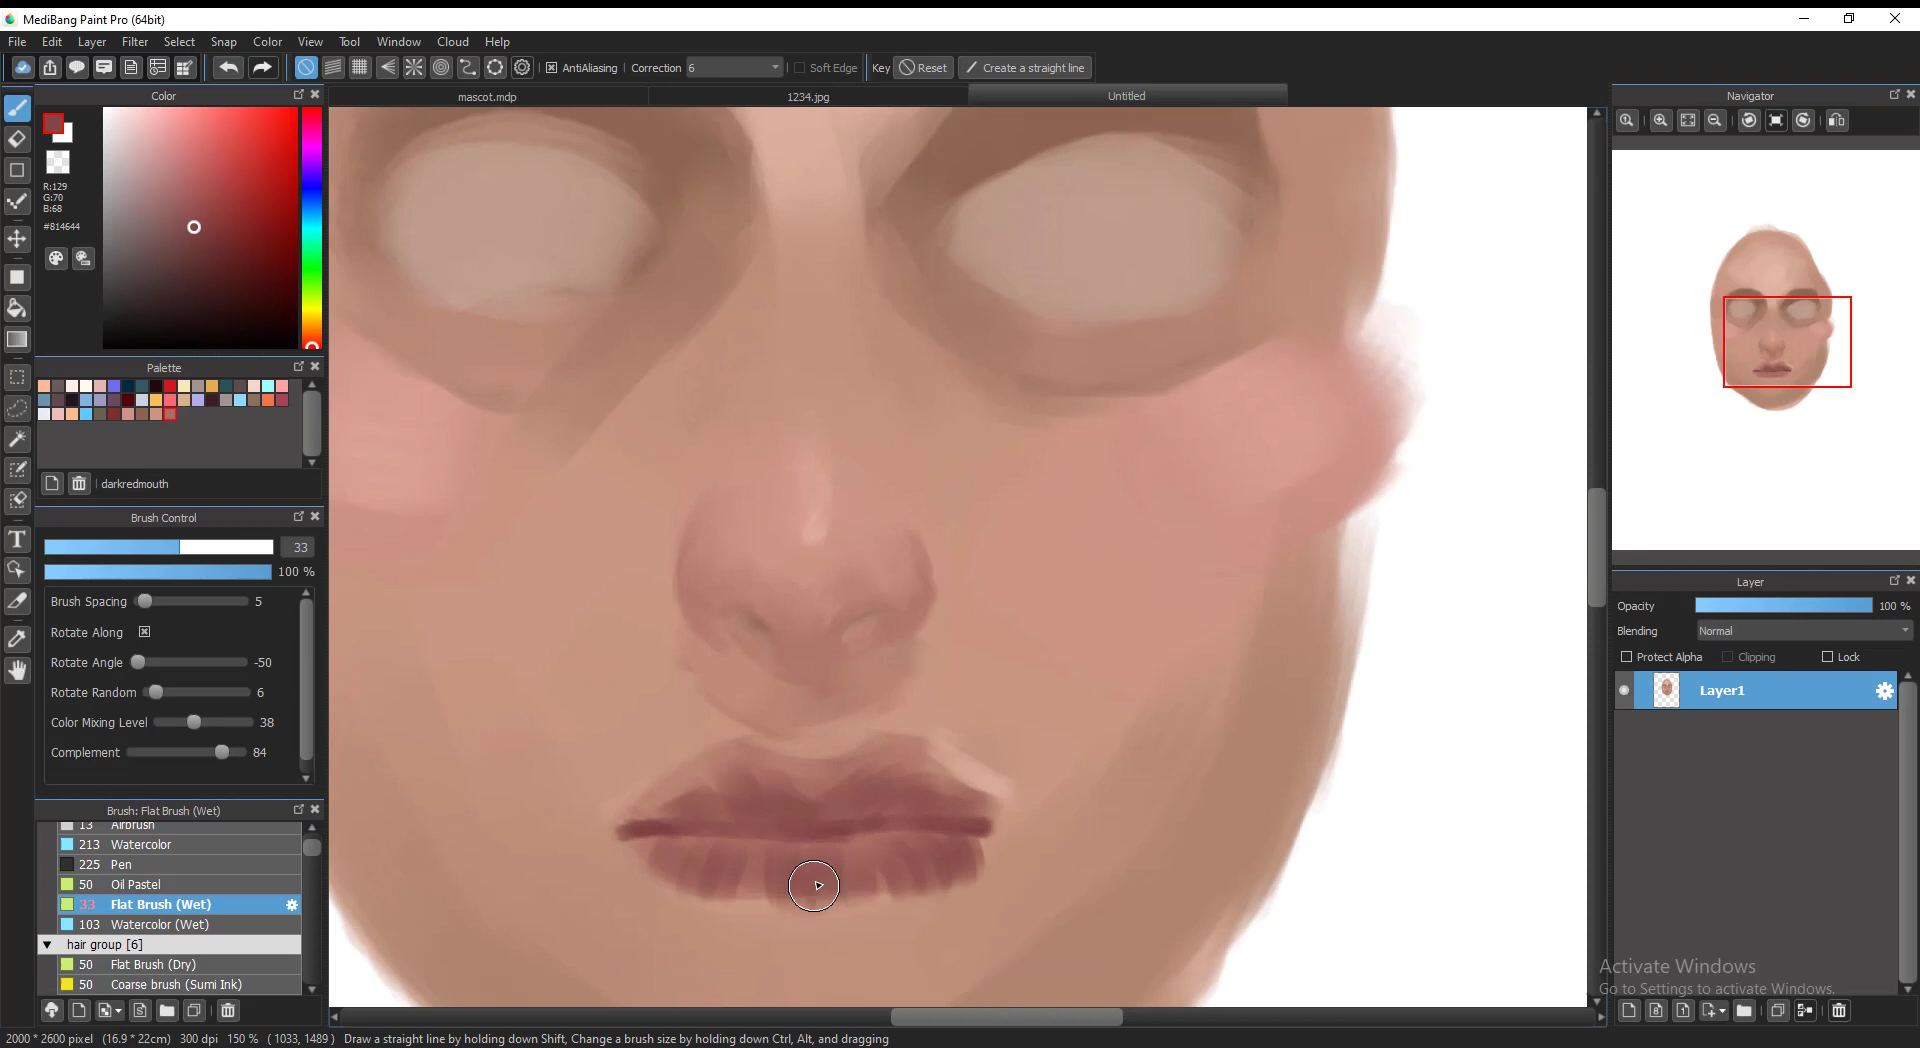 MediBang Paint Pro (64bit)
File Edit Layer Filter Select Snap Color View Tool Window Cloud Help
AntiAliasing Correction 6 Soft Edge Key Reset Create a straight line
Color
mascot.mdp 1234.jpg Untitled
Navigator
R:129
G:70
B:68
#814644
Palette
darkredmouth
Brush Control
33
100 %
Brush Spacing 5
Rotate Along
Rotate Angle -50
Rotate Random 6
Color Mixing Level 38
Complement 84
Brush: Flat Brush (Wet)
13 Airbrush
213 Watercolor
225 Pen
50 Oil Pastel
33 Flat Brush (Wet)
103 Watercolor (Wet)
hair group [6]
50 Flat Brush (Dry)
50 Coarse brush (Sumi Ink)
Layer
Opacity 100 %
Blending Normal
Protect Alpha Clipping Lock
Layer1
Activate Windows
Go to Settings to activate Windows.
2000 * 2600 pixel (16.9 * 22cm) 300 dpi 150 % ( 1033, 1489 ) Draw a straight line by holding down Shift, Change a brush size by holding down Ctrl, Alt, and dragging